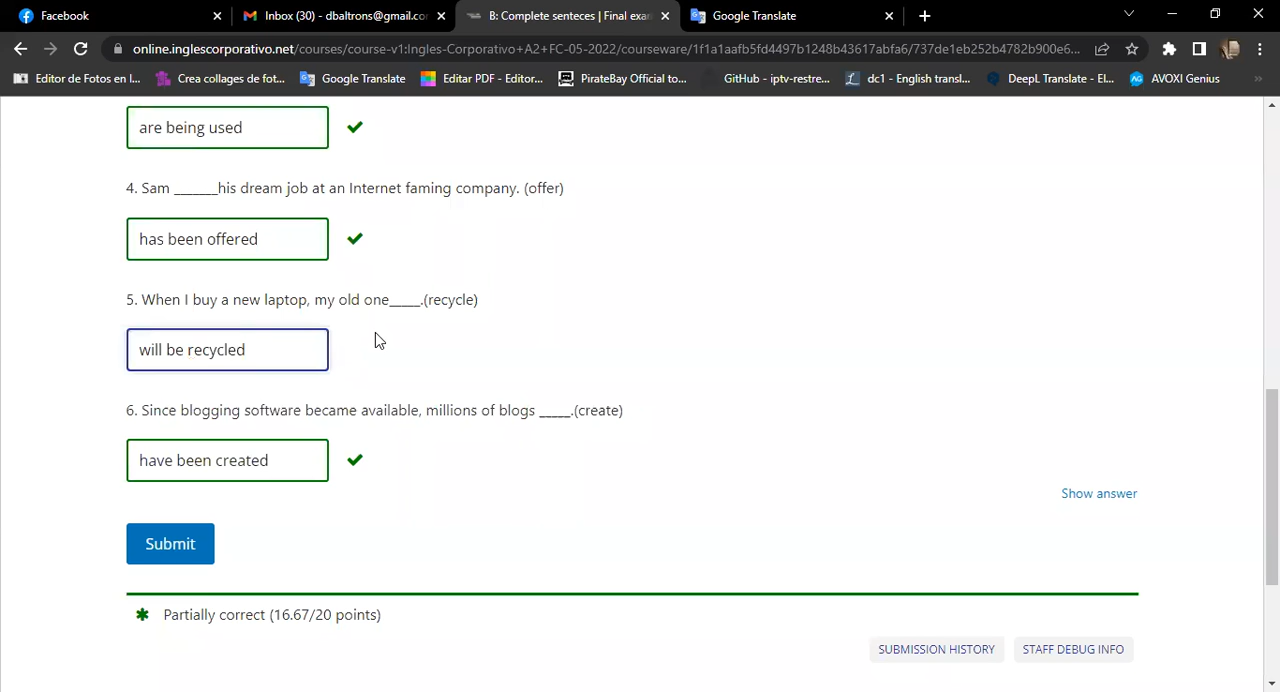 Facebook
Inbox (30) - dbaltrons@gmail.co
B: Complete senteces | Final exa
Google Translate
online.inglescorporativo.net/courses/course-v1:Ingles-Corporativo+A2+FC-05-2022/courseware/1f1a1aafb5fd4497b1248b43617abfa6/737de1eb252b4782b900e6...
Editor de Fotos en l...
Crea collages de fot...
Google Translate
Editar PDF - Editor...
PirateBay Official to...
GitHub - iptv-restre...
dc1 - English transl...
DeepL Translate - El...
AVOXI Genius
are being used
4. Sam _______his dream job at an Internet faming company. (offer)
has been offered
5. When I buy a new laptop, my old one_____.(recycle)
will be recycled
6. Since blogging software became available, millions of blogs _____.(create)
have been created
Show answer
Submit
Partially correct (16.67/20 points)
SUBMISSION HISTORY
STAFF DEBUG INFO